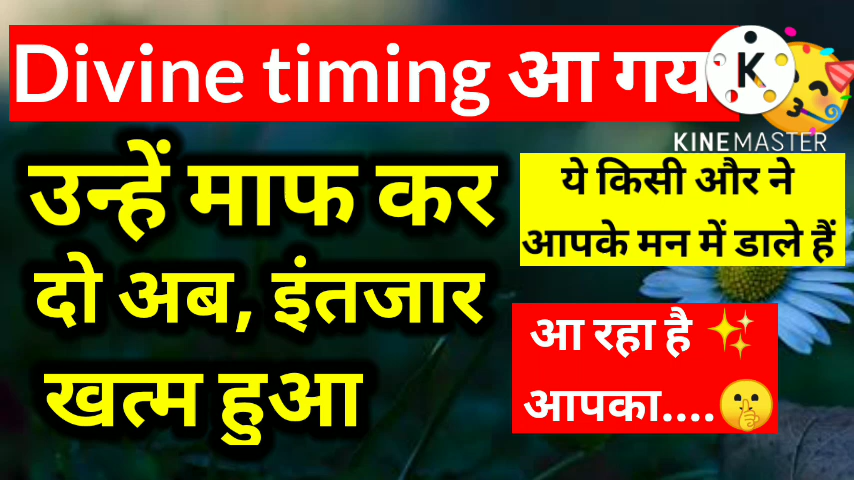 Divine timing आ गय
K
KINEMASTER
उन्हें माफ कर
दो अब, इंतजार
खत्म हुआ
ये किसी और ने
आपके मन में डाले हैं
आ रहा है ✨
आपका....🤫